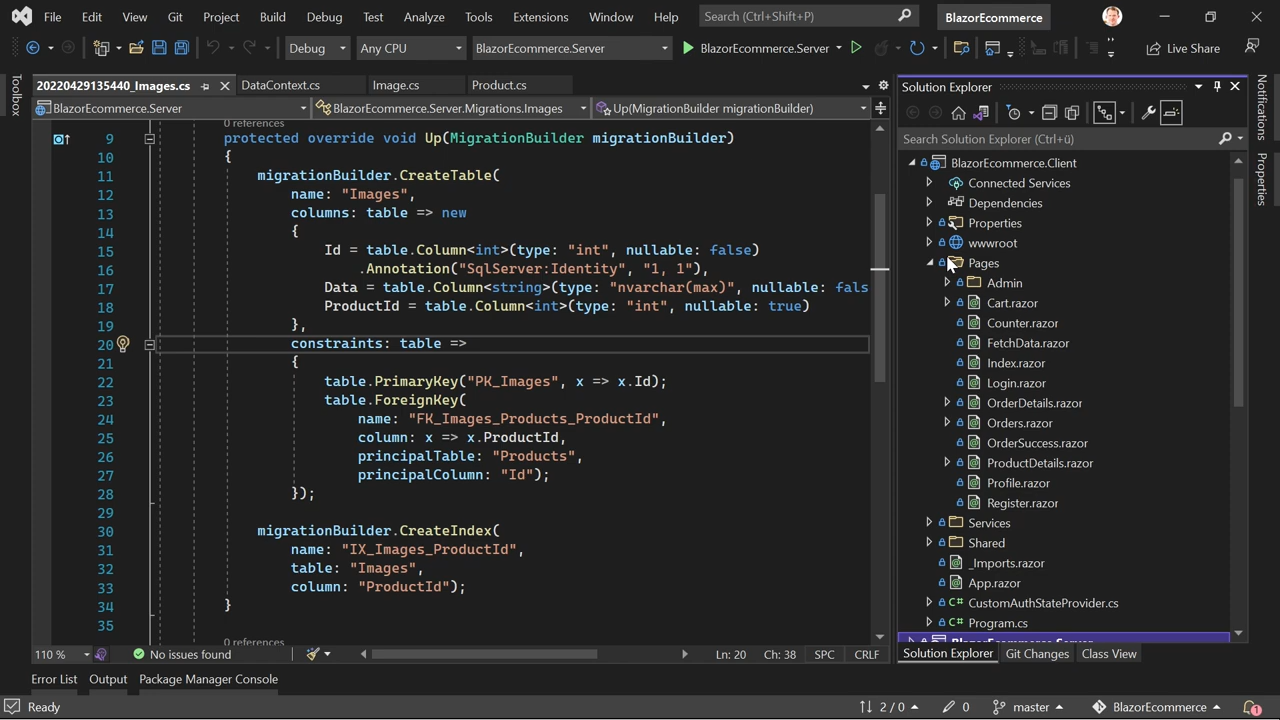 File Edit View Git Project Build Debug Test Analyze Tools Extensions Window Help Search (Ctrl+Shift+P) BlazorEcommerce
Debug Any CPU BlazorEcommerce.Server BlazorEcommerce.Server Live Share
Toolbox
20220429135440_Images.cs DataContext.cs Image.cs Product.cs
BlazorEcommerce.Server BlazorEcommerce.Server.Migrations.Images Up(MigrationBuilder migrationBuilder)
0 references
9 protected override void Up(MigrationBuilder migrationBuilder)
10 {
11 migrationBuilder.CreateTable(
12 name: "Images",
13 columns: table => new
14 {
15 Id = table.Column<int>(type: "int", nullable: false)
16 .Annotation("SqlServer:Identity", "1, 1"),
17 Data = table.Column<string>(type: "nvarchar(max)", nullable: fals
18 ProductId = table.Column<int>(type: "int", nullable: true)
19 },
20 constraints: table =>
21 {
22 table.PrimaryKey("PK_Images", x => x.Id);
23 table.ForeignKey(
24 name: "FK_Images_Products_ProductId",
25 column: x => x.ProductId,
26 principalTable: "Products",
27 principalColumn: "Id");
28 });
29
30 migrationBuilder.CreateIndex(
31 name: "IX_Images_ProductId",
32 table: "Images",
33 column: "ProductId");
34 }
35
0 references
110 % No issues found Ln: 20 Ch: 38 SPC CRLF
Solution Explorer
Search Solution Explorer (Ctrl+ü)
BlazorEcommerce.Client
Connected Services
Dependencies
Properties
wwwroot
Pages
Admin
Cart.razor
Counter.razor
FetchData.razor
Index.razor
Login.razor
OrderDetails.razor
Orders.razor
OrderSuccess.razor
ProductDetails.razor
Profile.razor
Register.razor
Services
Shared
_Imports.razor
App.razor
C# CustomAuthStateProvider.cs
C# Program.cs
BlazorEcommerce.Server
Solution Explorer Git Changes Class View
Notifications
Properties
Error List Output Package Manager Console
Ready 2 / 0 0 master BlazorEcommerce 1